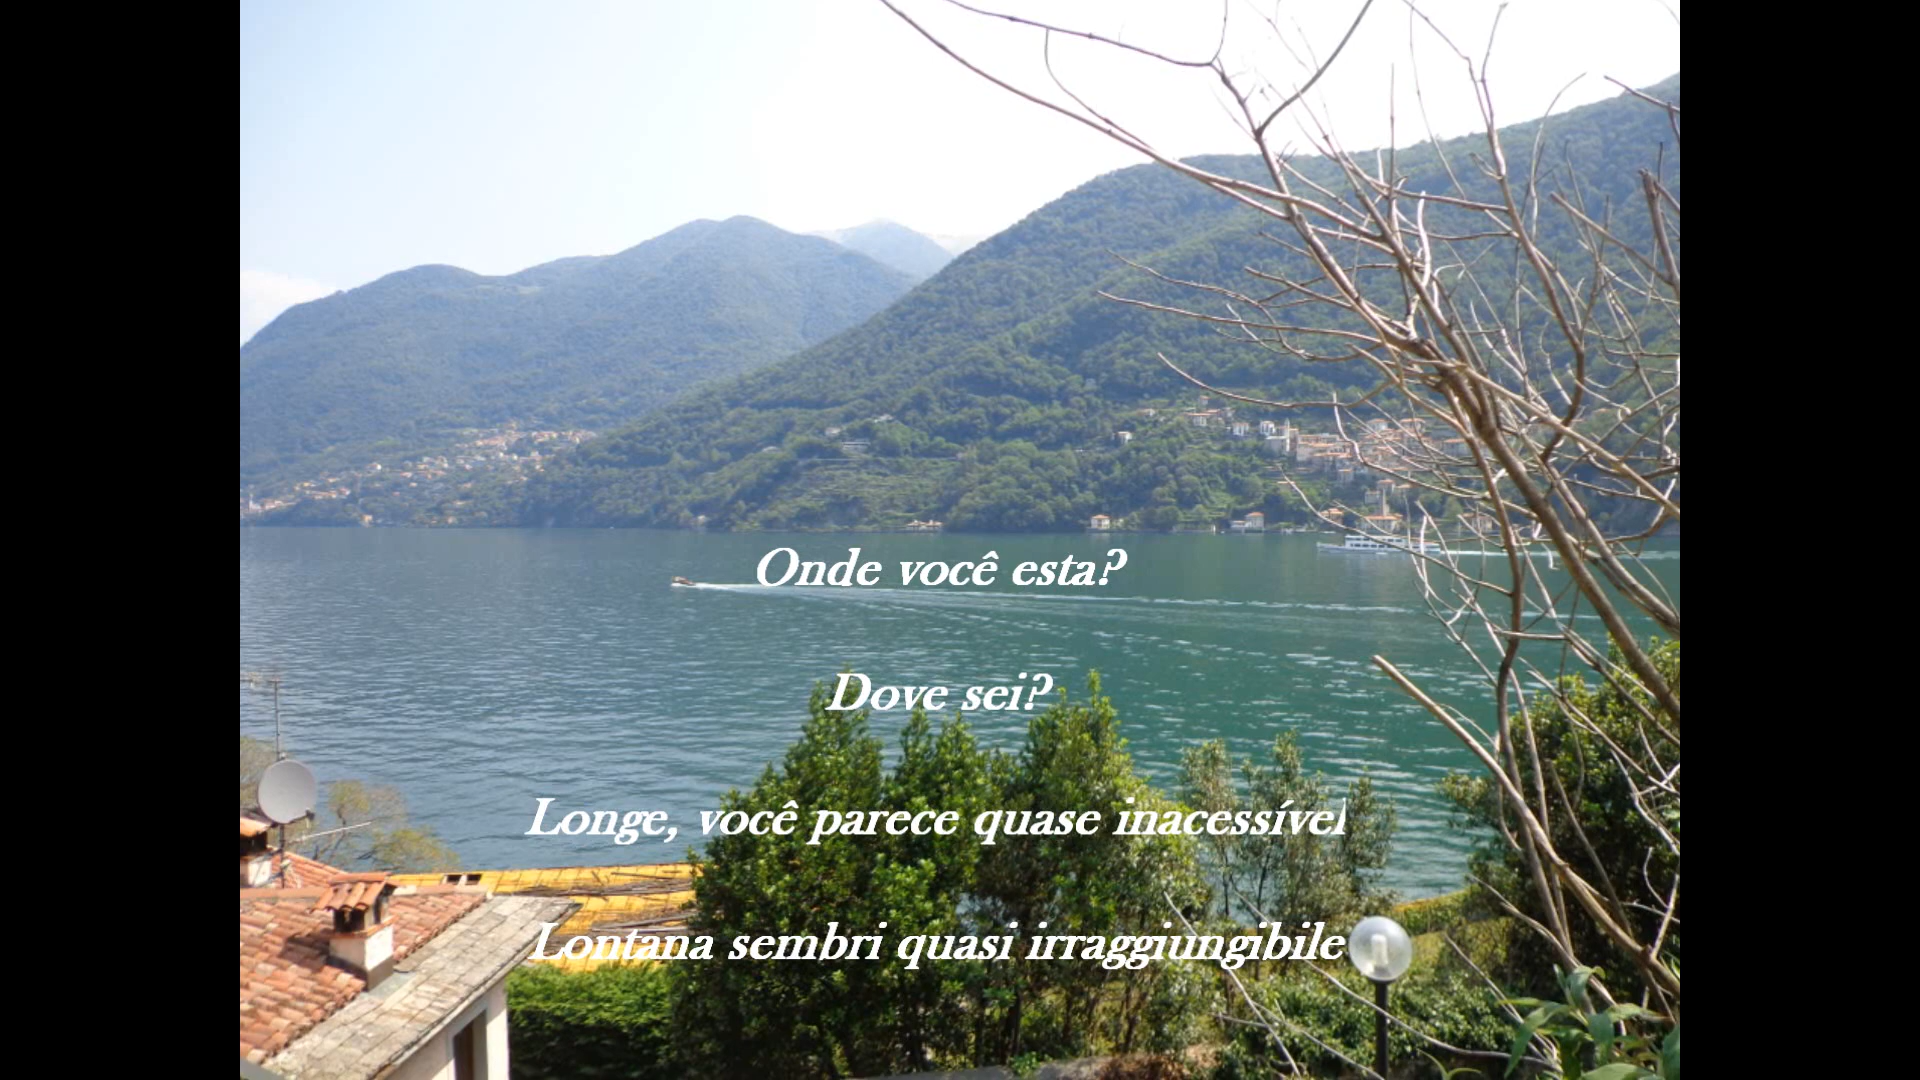 Onde você esta?
Dove sei?
Longe, você parece quase inacessível
Lontana sembri quasi irraggiungibile